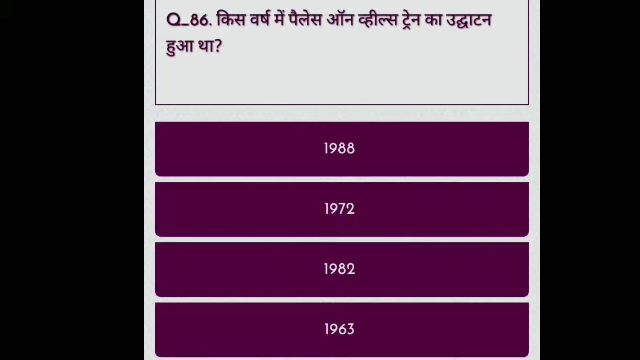 Q_86. किस वर्ष में पैलेस ऑन व्हील्स ट्रेन का उद्घाटन
हुआ था?
1988
1972
1982
1963